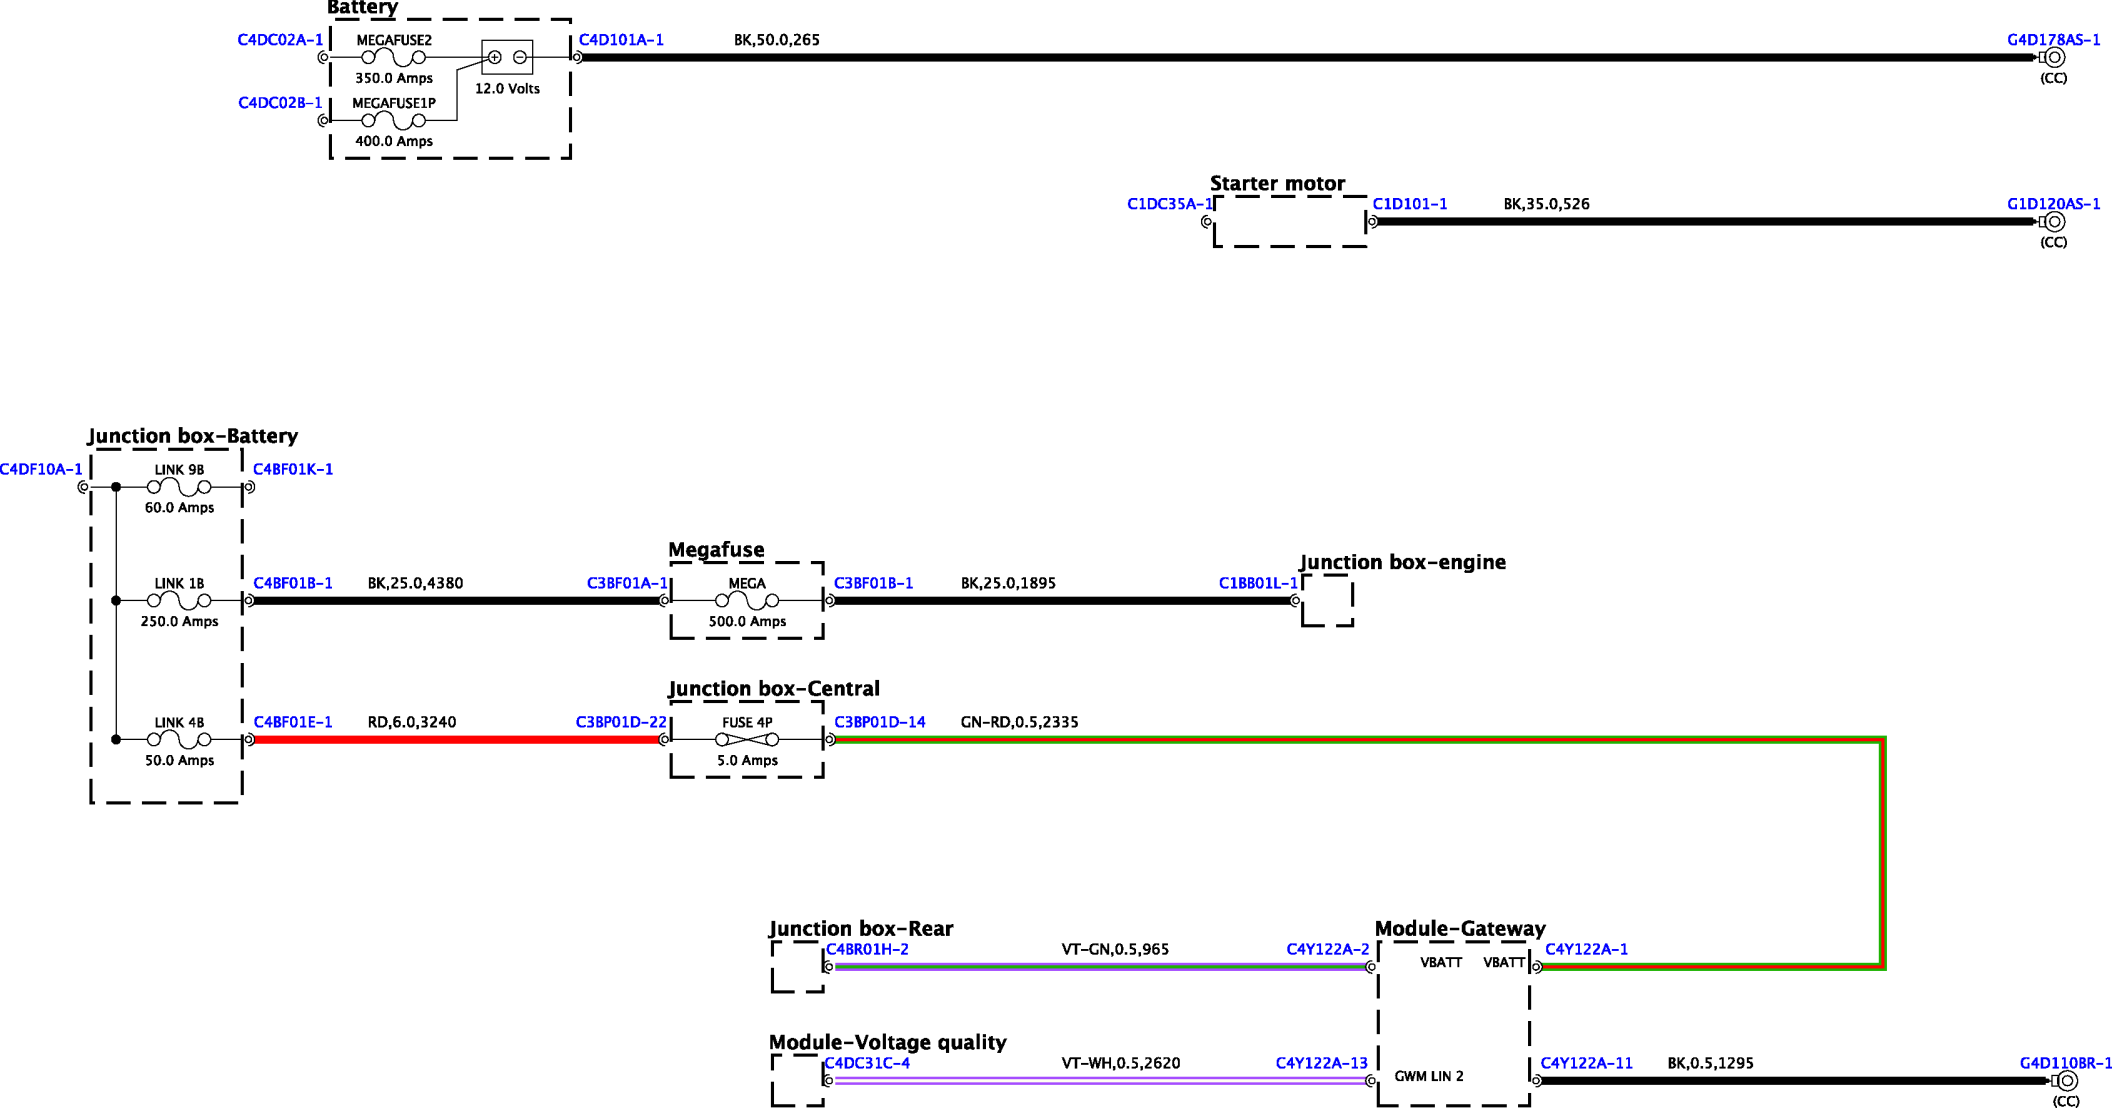 Battery
C4DC02A-1
MEGAFUSE2
350.0 Amps
C4D101A-1
BK,50.0,265
G4D178AS-1
(CC)
12.0 Volts
C4DC02B-1
MEGAFUSE1P
400.0 Amps
Starter motor
C1DC35A-1
C1D101-1
BK,35.0,526
G1D120AS-1
(CC)
Junction box-Battery
C4DF10A-1
LINK 9B
60.0 Amps
C4BF01K-1
LINK 1B
250.0 Amps
C4BF01B-1
BK,25.0,4380
C3BF01A-1
Megafuse
MEGA
500.0 Amps
C3BF01B-1
BK,25.0,1895
C1BB01L-1
Junction box-engine
LINK 4B
50.0 Amps
C4BF01E-1
RD,6.0,3240
C3BP01D-22
Junction box-Central
FUSE 4P
5.0 Amps
C3BP01D-14
GN-RD,0.5,2335
Junction box-Rear
C4BR01H-2
VT-GN,0.5,965
C4Y122A-2
Module-Gateway
VBATT
VBATT
C4Y122A-1
Module-Voltage quality
C4DC31C-4
VT-WH,0.5,2620
C4Y122A-13
GWM LIN 2
C4Y122A-11
BK,0.5,1295
G4D110BR-1
(CC)